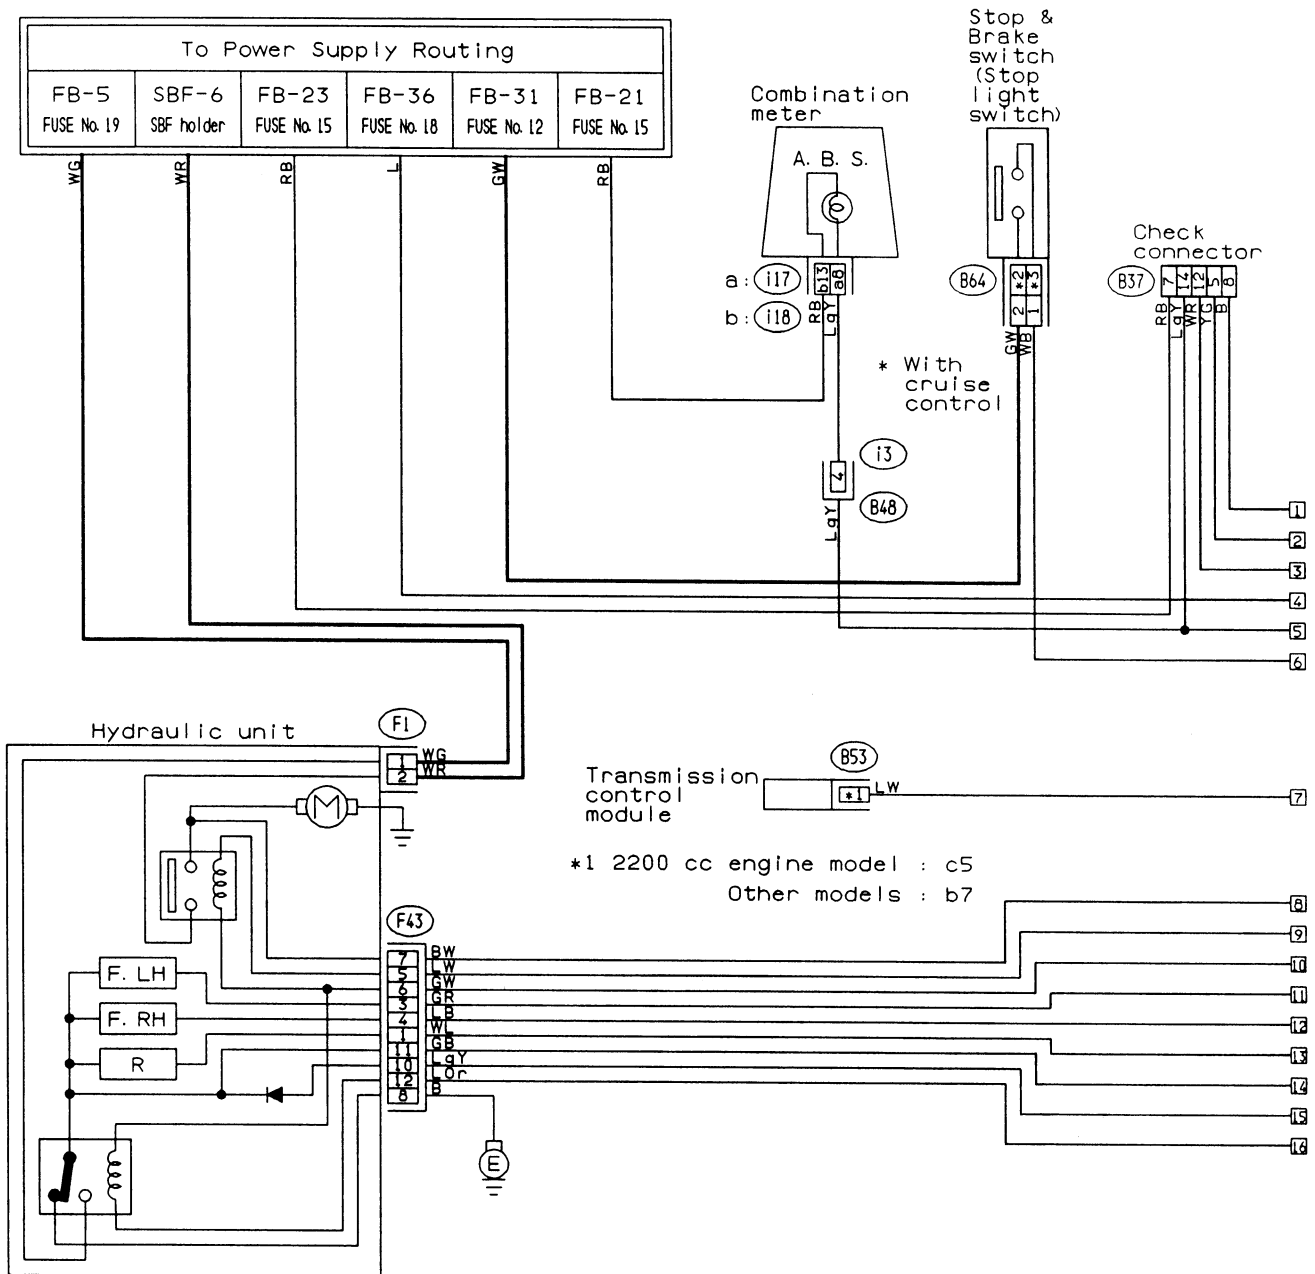 To Power Supply Routing
FB-5
FUSE No. 19
SBF-6
SBF holder
FB-23
FUSE No. 15
FB-36
FUSE No. 18
FB-31
FUSE No. 12
FB-21
FUSE No. 15
WG
WR
RB
L
GW
RB
Combination
meter
A. B. S.
b13
a8
a: i17
b: i18
RB
LgY
Stop &
Brake
switch
(Stop
light
switch)
B64
*2
*3
2
1
GW
WB
* With
cruise
control
Check
connector
B37
7
14
12
5
8
RB
LgY
WR
YG
B
i3
4
B48
LgY
1
2
3
4
5
6
Hydraulic unit
F1
1
WG
2
WR
M
Transmission
control
module
B53
*1
LW
7
*1 2200 cc engine model : c5
Other models : b7
F43
7
BW
5
LW
6
GW
3
GR
4
LB
1
WL
11
GB
10
LgY
12
LOr
8
B
F. LH
F. RH
R
E
8
9
10
11
12
13
14
15
16